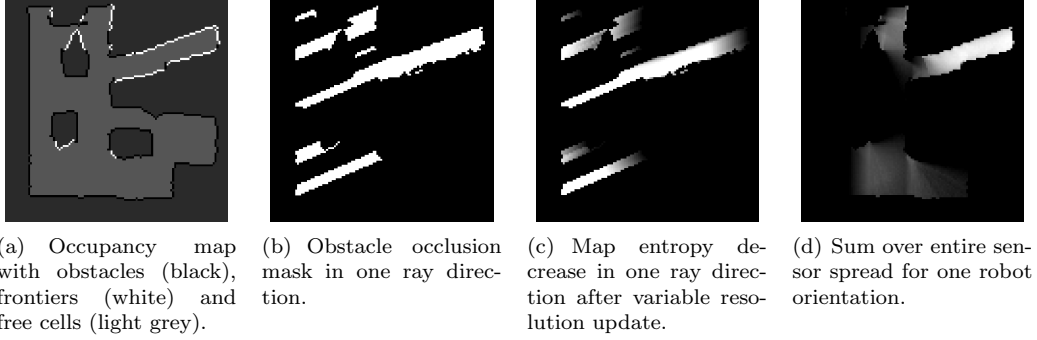 (a) Occupancy map
with obstacles (black),
frontiers (white) and
free cells (light grey).
(b) Obstacle occlusion
mask in one ray direc-
tion.
(c) Map entropy de-
crease in one ray direc-
tion after variable reso-
lution update.
(d) Sum over entire sen-
sor spread for one robot
orientation.